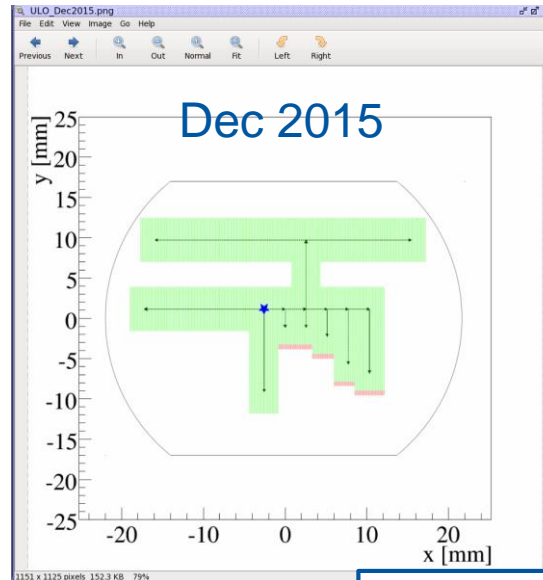 ULO_Dec2015.png
File Edit View Image Go Help
Previous Next In Out Normal Fit Left Right
Dec 2015
y [mm]
25
20
15
10
5
0
-5
-10
-15
-20
-25
-20 -10 0 10 20
x [mm]
1151 x 1125 pixels 152.3 KB 79%